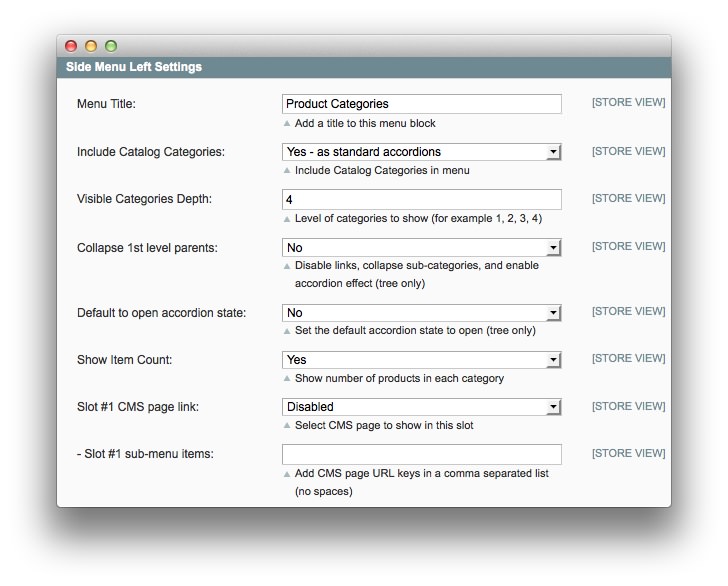 Side Menu Left Settings
Menu Title: Product Categories [STORE VIEW]
Add a title to this menu block
Include Catalog Categories: Yes - as standard accordions [STORE VIEW]
Include Catalog Categories in menu
Visible Categories Depth: 4 [STORE VIEW]
Level of categories to show (for example 1, 2, 3, 4)
Collapse 1st level parents: No [STORE VIEW]
Disable links, collapse sub-categories, and enable
accordion effect (tree only)
Default to open accordion state: No [STORE VIEW]
Set the default accordion state to open (tree only)
Show Item Count: Yes [STORE VIEW]
Show number of products in each category
Slot #1 CMS page link: Disabled [STORE VIEW]
Select CMS page to show in this slot
- Slot #1 sub-menu items: [STORE VIEW]
Add CMS page URL keys in a comma separated list
(no spaces)